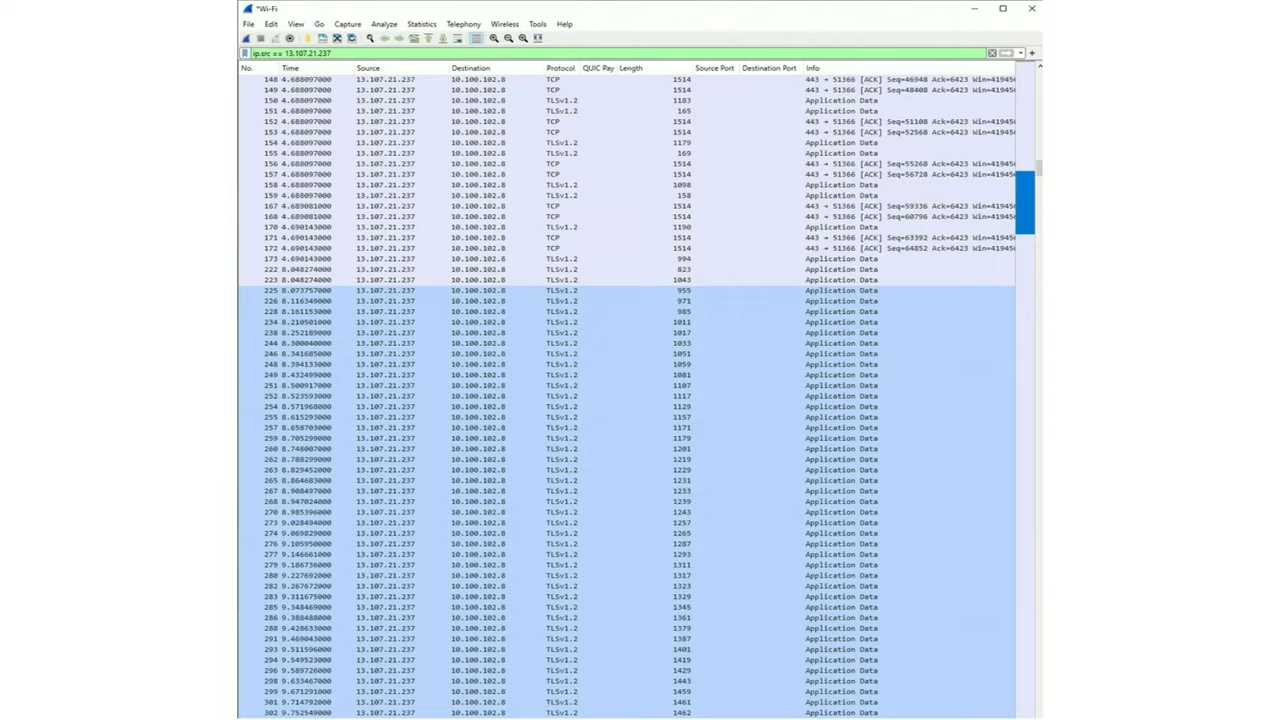 *Wi-Fi
File Edit View Go Capture Analyze Statistics Telephony Wireless Tools Help
ip.src == 13.107.21.237
No. Time Source Destination Protocol QUIC Pay Length Source Port Destination Port Info
148 4.688097000 13.107.21.237 10.100.102.8 TCP 1514 443 → 51366 [ACK] Seq=46948 Ack=6423 Win=419456
149 4.688097000 13.107.21.237 10.100.102.8 TCP 1514 443 → 51366 [ACK] Seq=48408 Ack=6423 Win=419456
150 4.688097000 13.107.21.237 10.100.102.8 TLSv1.2 1183 Application Data
151 4.688097000 13.107.21.237 10.100.102.8 TLSv1.2 165 Application Data
152 4.688097000 13.107.21.237 10.100.102.8 TCP 1514 443 → 51366 [ACK] Seq=51108 Ack=6423 Win=419456
153 4.688097000 13.107.21.237 10.100.102.8 TCP 1514 443 → 51366 [ACK] Seq=52568 Ack=6423 Win=419456
154 4.688097000 13.107.21.237 10.100.102.8 TLSv1.2 1179 Application Data
155 4.688097000 13.107.21.237 10.100.102.8 TLSv1.2 169 Application Data
156 4.688097000 13.107.21.237 10.100.102.8 TCP 1514 443 → 51366 [ACK] Seq=55268 Ack=6423 Win=419456
157 4.688097000 13.107.21.237 10.100.102.8 TCP 1514 443 → 51366 [ACK] Seq=56728 Ack=6423 Win=419456
158 4.688097000 13.107.21.237 10.100.102.8 TLSv1.2 1098 Application Data
159 4.688097000 13.107.21.237 10.100.102.8 TLSv1.2 158 Application Data
167 4.689081000 13.107.21.237 10.100.102.8 TCP 1514 443 → 51366 [ACK] Seq=59336 Ack=6423 Win=419456
168 4.689081000 13.107.21.237 10.100.102.8 TCP 1514 443 → 51366 [ACK] Seq=60796 Ack=6423 Win=419456
170 4.690143000 13.107.21.237 10.100.102.8 TLSv1.2 1190 Application Data
171 4.690143000 13.107.21.237 10.100.102.8 TCP 1514 443 → 51366 [ACK] Seq=63392 Ack=6423 Win=419456
172 4.690143000 13.107.21.237 10.100.102.8 TCP 1514 443 → 51366 [ACK] Seq=64852 Ack=6423 Win=419456
173 4.690143000 13.107.21.237 10.100.102.8 TLSv1.2 994 Application Data
222 8.048274000 13.107.21.237 10.100.102.8 TLSv1.2 823 Application Data
223 8.048274000 13.107.21.237 10.100.102.8 TLSv1.2 1043 Application Data
225 8.073757000 13.107.21.237 10.100.102.8 TLSv1.2 955 Application Data
226 8.116349000 13.107.21.237 10.100.102.8 TLSv1.2 971 Application Data
228 8.161153000 13.107.21.237 10.100.102.8 TLSv1.2 985 Application Data
234 8.210501000 13.107.21.237 10.100.102.8 TLSv1.2 1011 Application Data
238 8.252189000 13.107.21.237 10.100.102.8 TLSv1.2 1017 Application Data
244 8.300040000 13.107.21.237 10.100.102.8 TLSv1.2 1033 Application Data
246 8.341685000 13.107.21.237 10.100.102.8 TLSv1.2 1051 Application Data
248 8.394133000 13.107.21.237 10.100.102.8 TLSv1.2 1059 Application Data
249 8.432499000 13.107.21.237 10.100.102.8 TLSv1.2 1081 Application Data
251 8.500917000 13.107.21.237 10.100.102.8 TLSv1.2 1107 Application Data
252 8.523593000 13.107.21.237 10.100.102.8 TLSv1.2 1117 Application Data
254 8.571968000 13.107.21.237 10.100.102.8 TLSv1.2 1129 Application Data
255 8.615293000 13.107.21.237 10.100.102.8 TLSv1.2 1157 Application Data
257 8.658703000 13.107.21.237 10.100.102.8 TLSv1.2 1171 Application Data
259 8.705299000 13.107.21.237 10.100.102.8 TLSv1.2 1179 Application Data
260 8.748007000 13.107.21.237 10.100.102.8 TLSv1.2 1201 Application Data
262 8.788299000 13.107.21.237 10.100.102.8 TLSv1.2 1219 Application Data
263 8.829452000 13.107.21.237 10.100.102.8 TLSv1.2 1229 Application Data
265 8.864683000 13.107.21.237 10.100.102.8 TLSv1.2 1231 Application Data
267 8.908497000 13.107.21.237 10.100.102.8 TLSv1.2 1233 Application Data
268 8.947024000 13.107.21.237 10.100.102.8 TLSv1.2 1239 Application Data
270 8.985396000 13.107.21.237 10.100.102.8 TLSv1.2 1243 Application Data
273 9.028494000 13.107.21.237 10.100.102.8 TLSv1.2 1257 Application Data
274 9.069829000 13.107.21.237 10.100.102.8 TLSv1.2 1265 Application Data
276 9.105950000 13.107.21.237 10.100.102.8 TLSv1.2 1287 Application Data
277 9.146661000 13.107.21.237 10.100.102.8 TLSv1.2 1293 Application Data
279 9.186736000 13.107.21.237 10.100.102.8 TLSv1.2 1311 Application Data
280 9.227692000 13.107.21.237 10.100.102.8 TLSv1.2 1317 Application Data
282 9.267672000 13.107.21.237 10.100.102.8 TLSv1.2 1323 Application Data
283 9.311675000 13.107.21.237 10.100.102.8 TLSv1.2 1329 Application Data
285 9.348469000 13.107.21.237 10.100.102.8 TLSv1.2 1345 Application Data
286 9.388488000 13.107.21.237 10.100.102.8 TLSv1.2 1361 Application Data
288 9.428633000 13.107.21.237 10.100.102.8 TLSv1.2 1379 Application Data
291 9.469043000 13.107.21.237 10.100.102.8 TLSv1.2 1387 Application Data
293 9.511596000 13.107.21.237 10.100.102.8 TLSv1.2 1401 Application Data
294 9.549523000 13.107.21.237 10.100.102.8 TLSv1.2 1419 Application Data
296 9.589726000 13.107.21.237 10.100.102.8 TLSv1.2 1429 Application Data
298 9.633467000 13.107.21.237 10.100.102.8 TLSv1.2 1443 Application Data
299 9.671291000 13.107.21.237 10.100.102.8 TLSv1.2 1459 Application Data
301 9.714792000 13.107.21.237 10.100.102.8 TLSv1.2 1461 Application Data
302 9.752549000 13.107.21.237 10.100.102.8 TLSv1.2 1462 Application Data